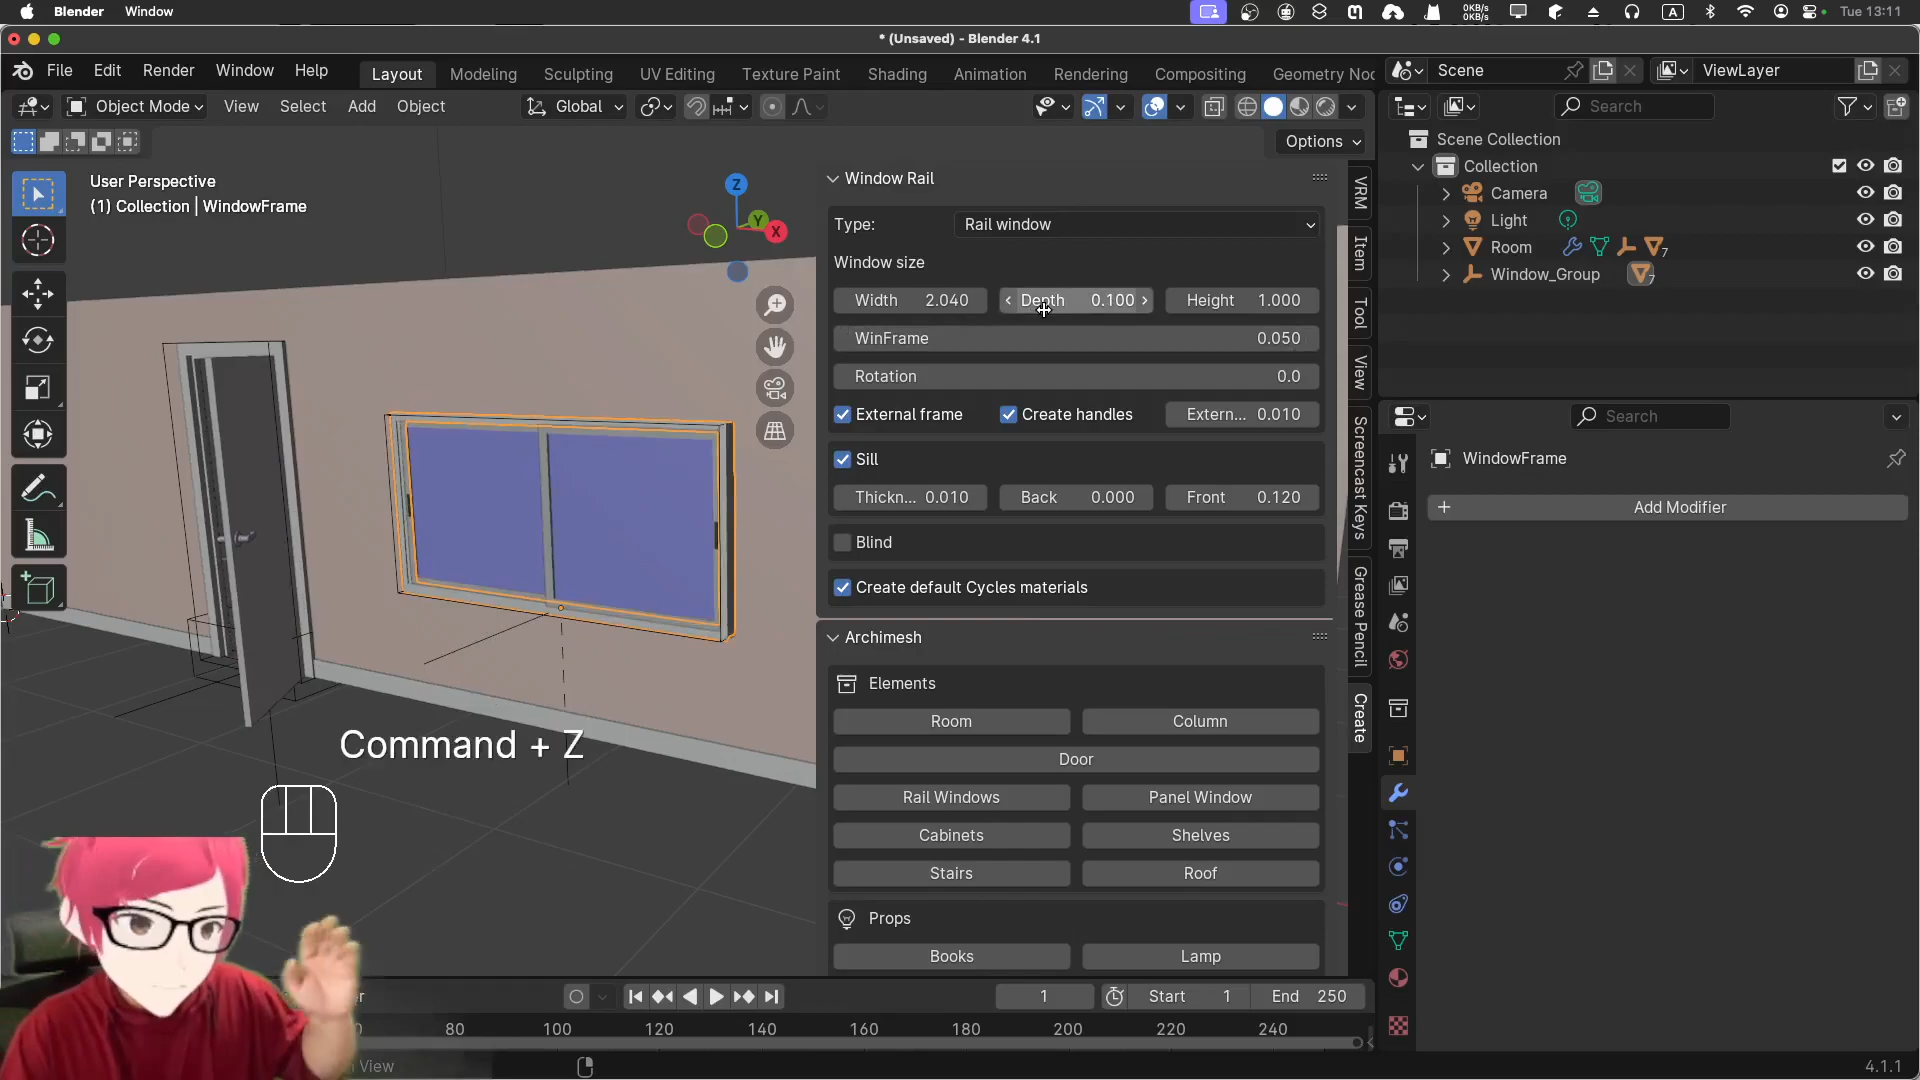 Blender Window
0KB/s
0KB/s
A
Tue 13:11
* (Unsaved) - Blender 4.1
File Edit Render Window Help
Layout Modeling Sculpting UV Editing Texture Paint Shading Animation Rendering Compositing Geometry Noc
Scene
ViewLayer
Object Mode View Select Add Object
Global
Search
Options
User Perspective
(1) Collection | WindowFrame
Z
Y
X
Window Rail
Type: Rail window
Window size
Width 2.040
Depth 0.100
Height 1.000
WinFrame 0.050
Rotation 0.0
External frame
Create handles
Extern... 0.010
Sill
Thickn... 0.010
Back 0.000
Front 0.120
Blind
Create default Cycles materials
Archimesh
Elements
Room
Column
Door
Rail Windows
Panel Window
Cabinets
Shelves
Stairs
Roof
Props
Books
Lamp
VRM
Item
Tool
View
Screencast Keys
Grease Pencil
Create
Scene Collection
Collection
Camera
Light
Room
7
Window_Group
7
Search
WindowFrame
Add Modifier
Command + Z
1
Start 1
End 250
80 100 120 140 160 180 200 220 240
View
4.1.1